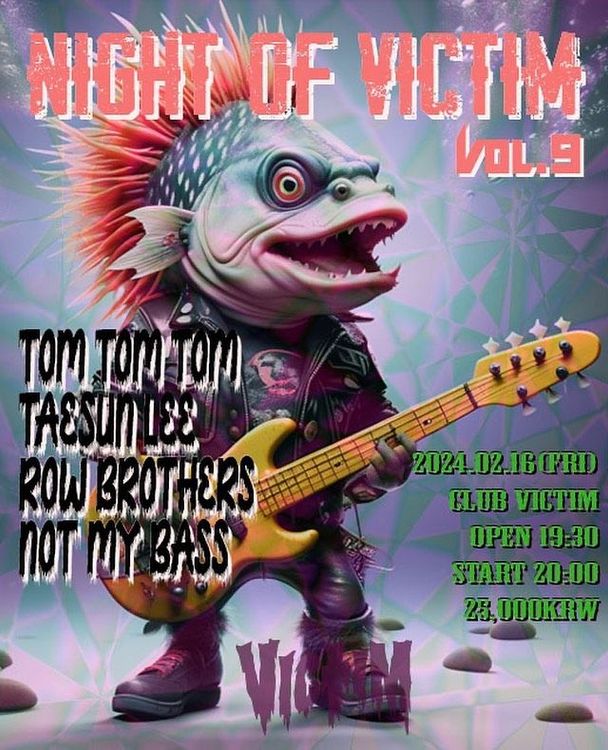 NIGHT OF VICTIM
VOL.9
TOM TOM TOM
TAESUN LEE
ROW BROTHERS
NOT MY BASS
2024.02.16(FRI)
CLUB VICTIM
OPEN 19:30
START 20:00
25,000KRW
VICTIM